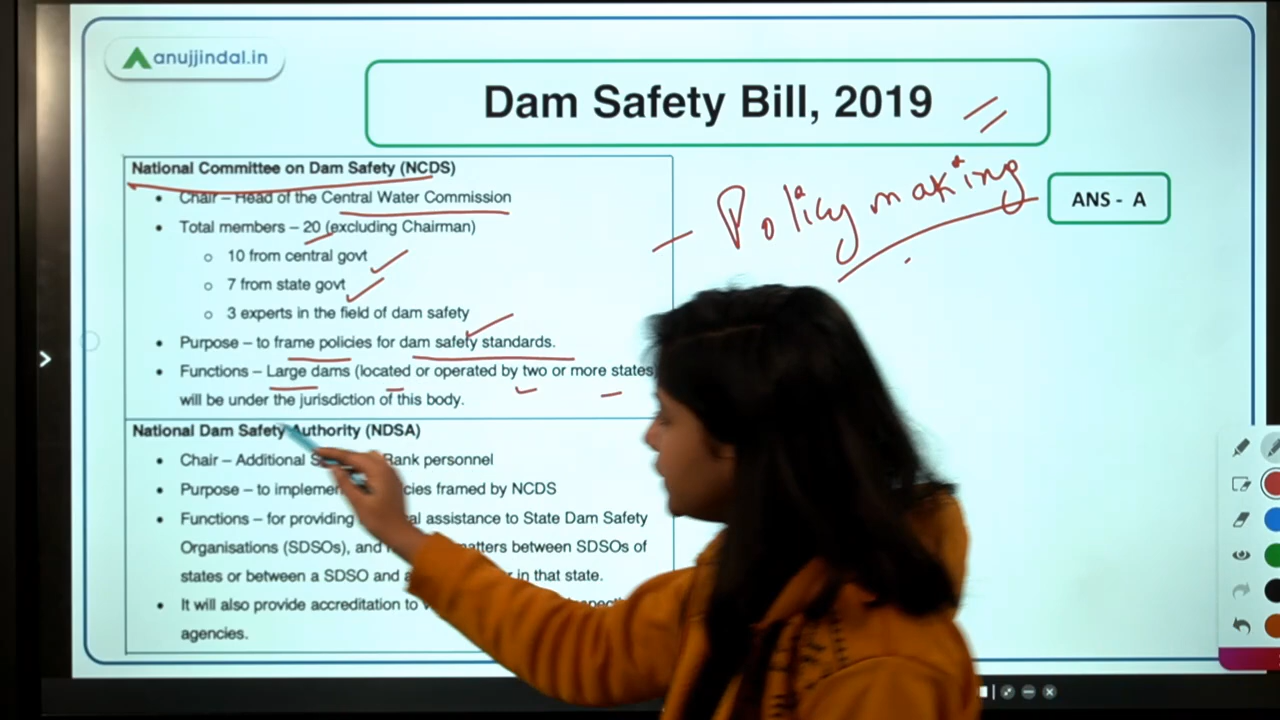 anujjindal.in
Dam Safety Bill, 2019
National Committee on Dam Safety (NCDS)
• Chair – Head of the Central Water Commission
Policy making
ANS - A
• Total members – 20 (excluding Chairman)
o 10 from central govt
o 7 from state govt
o 3 experts in the field of dam safety
• Purpose – to frame policies for dam safety standards.
• Functions – Large dams (located or operated by two or more states
will be under the jurisdiction of this body.
National Dam Safety Authority (NDSA)
• Chair – Additional Rank personnel
• Purpose – to framed by NCDS
• Functions – for providing assistance to State Dam Safety
Organisations (SDSOs), and between SDSOs of
states or between a SDSO and in that state.
• It will also provide accreditation to
agencies.